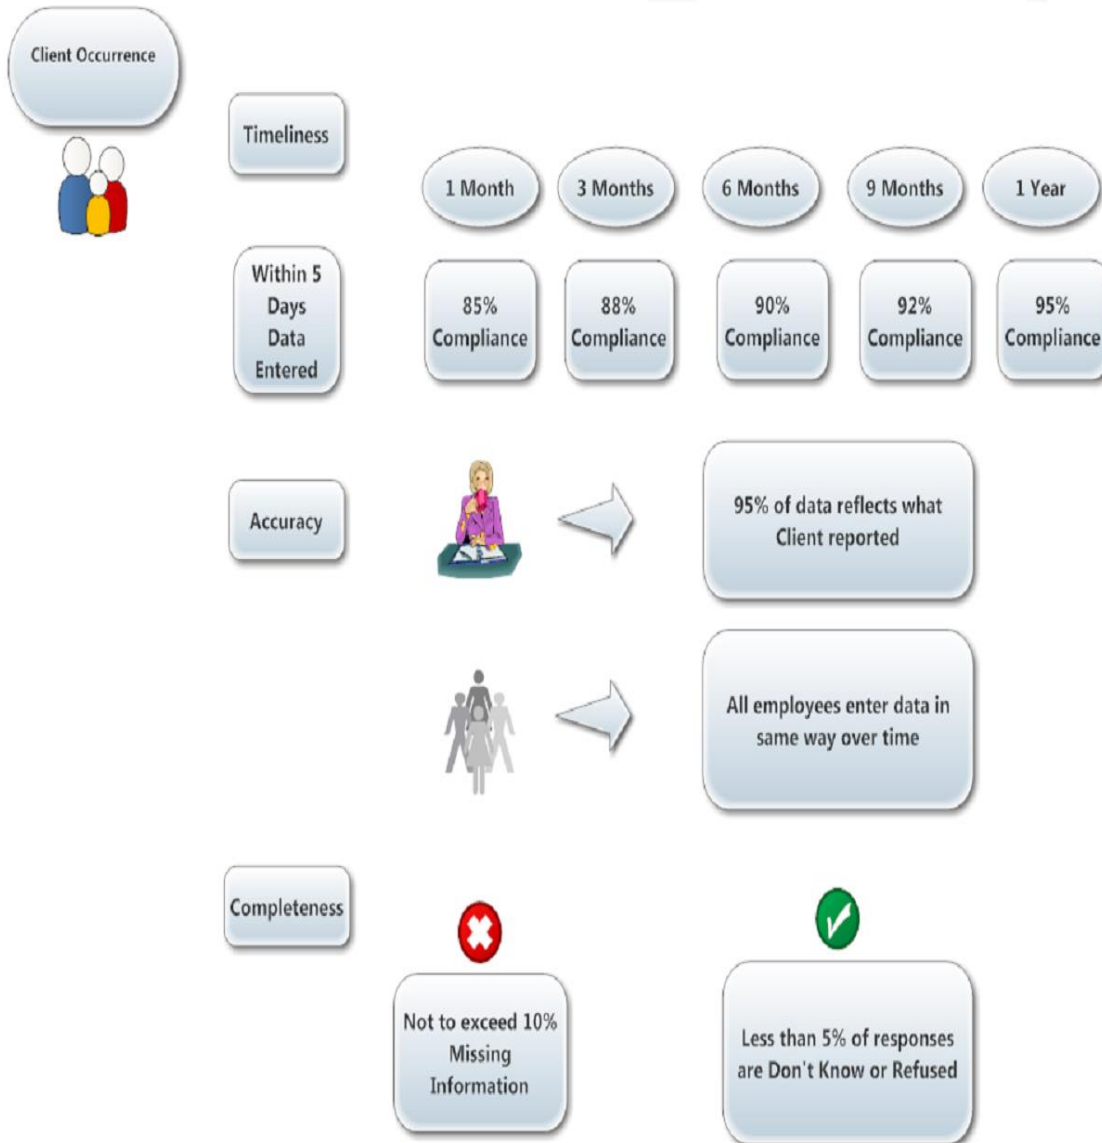 Client Occurrence
Timeliness
1 Month
3 Months
6 Months
9 Months
1 Year
Within 5
Days
Data
Entered
85%
Compliance
88%
Compliance
90%
Compliance
92%
Compliance
95%
Compliance
Accuracy
95% of data reflects what
Client reported
All employees enter data in
same way over time
Completeness
Not to exceed 10%
Missing
Information
Less than 5% of responses
are Don't Know or Refused